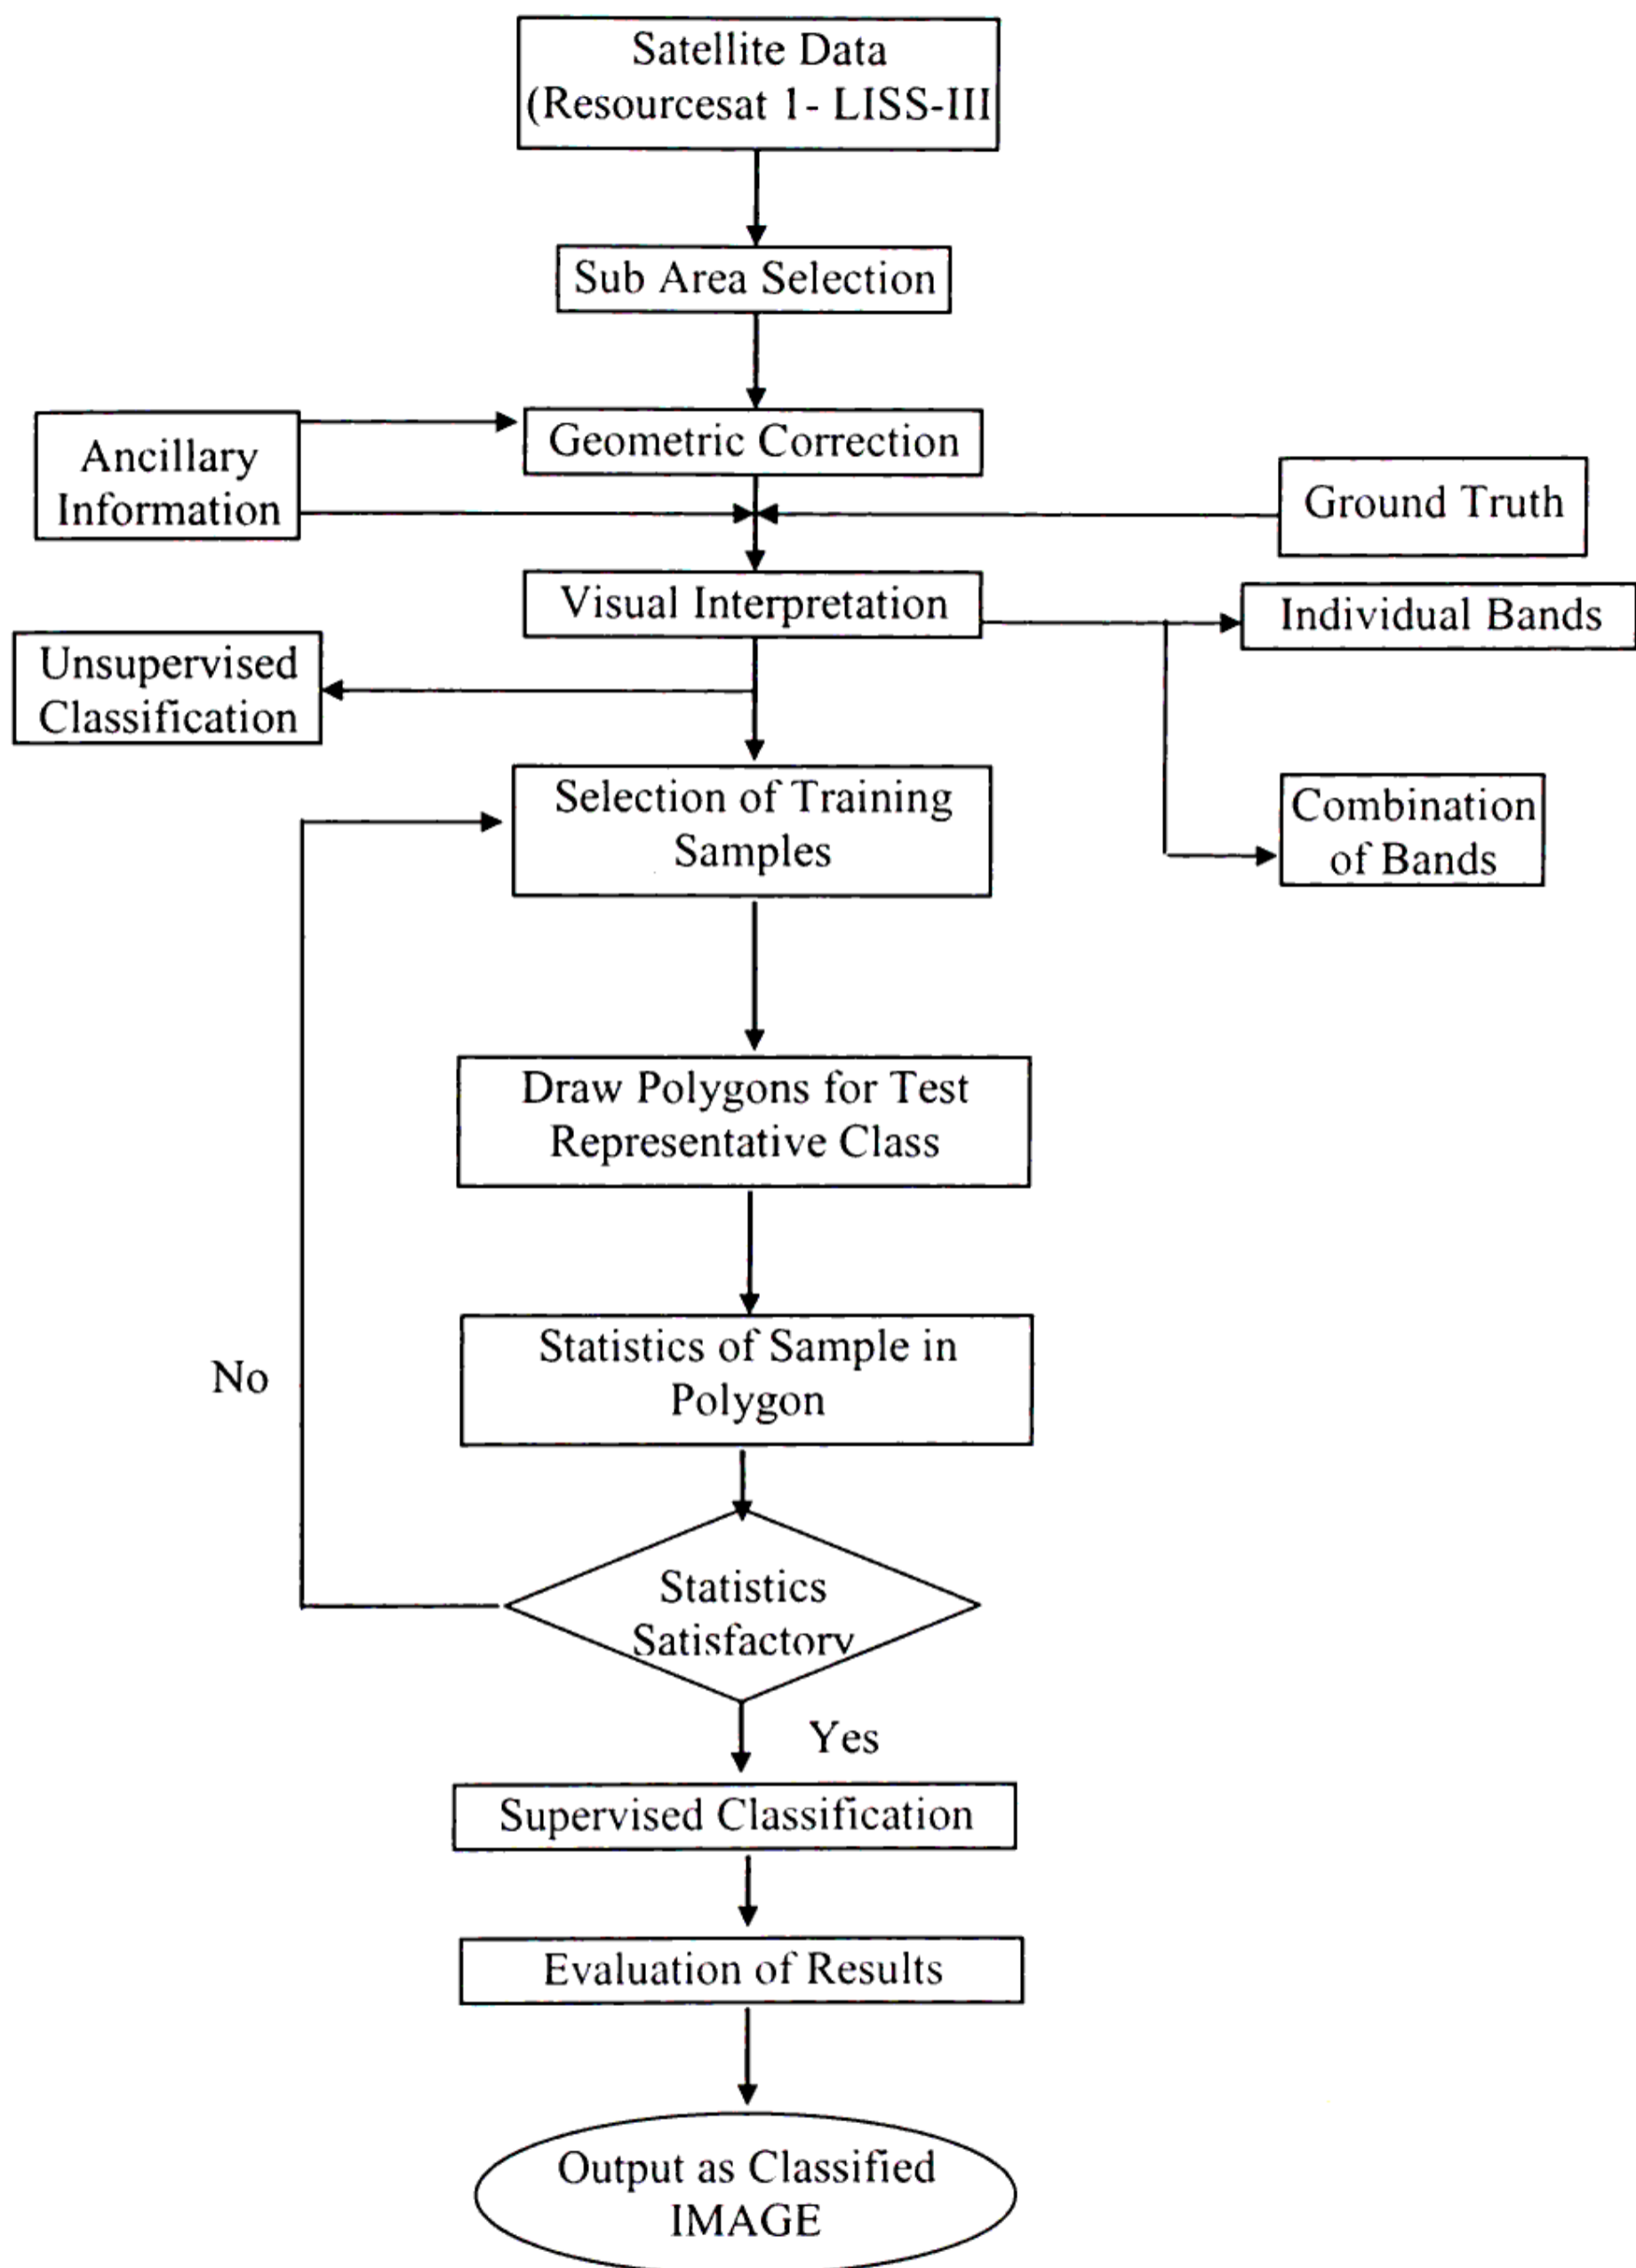 Satellite Data
(Resourcesat 1- LISS-III
Sub Area Selection
Ancillary
Information
Geometric Correction
Ground Truth
Visual Interpretation
Individual Bands
Unsupervised
Classification
Selection of Training
Samples
Combination
of Bands
Draw Polygons for Test
Representative Class
Statistics of Sample in
Polygon
No
Statistics
Satisfactory
Yes
Supervised Classification
Evaluation of Results
Output as Classified
IMAGE